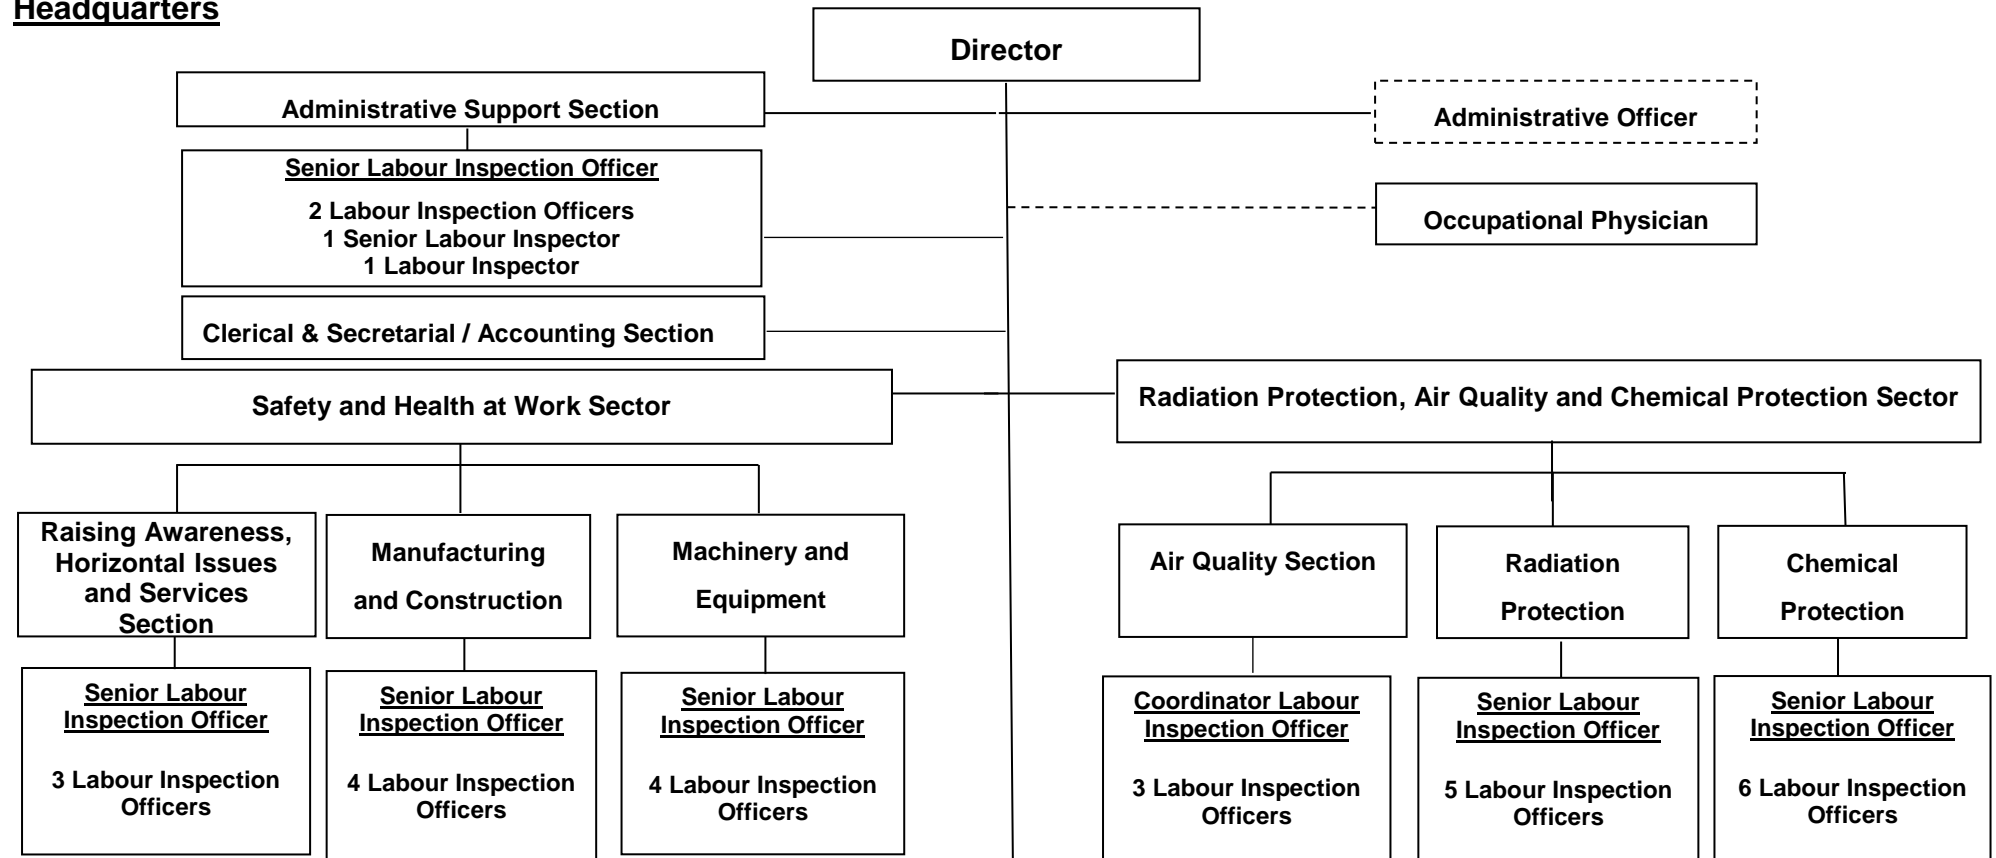 Headquarters
Director
Administrative Support Section
Administrative Officer
Senior Labour Inspection Officer
2 Labour Inspection Officers
1 Senior Labour Inspector
1 Labour Inspector
Occupational Physician
Clerical & Secretarial / Accounting Section
Safety and Health at Work Sector
Radiation Protection, Air Quality and Chemical Protection Sector
Raising Awareness,
Horizontal Issues
and Services
Section
Manufacturing
and Construction
Machinery and
Equipment
Air Quality Section
Radiation
Protection
Chemical
Protection
Senior Labour
Inspection Officer
3 Labour Inspection
Officers
Senior Labour
Inspection Officer
4 Labour Inspection
Officers
Senior Labour
Inspection Officer
4 Labour Inspection
Officers
Coordinator Labour
Inspection Officer
3 Labour Inspection
Officers
Senior Labour
Inspection Officer
5 Labour Inspection
Officers
Senior Labour
Inspection Officer
6 Labour Inspection
Officers